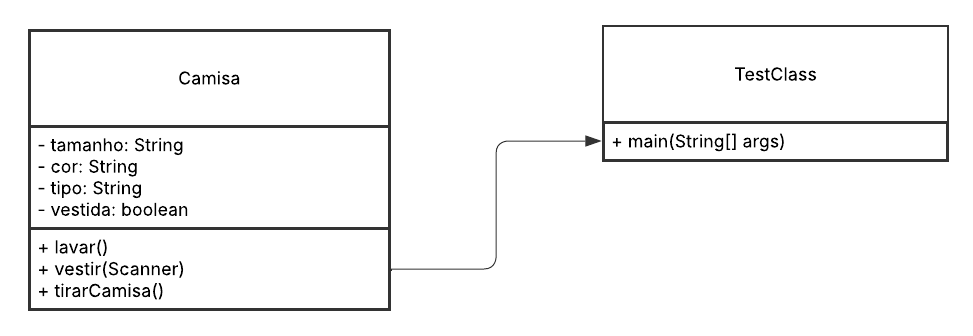 Camisa
- tamanho: String
- cor: String
- tipo: String
- vestida: boolean
+ lavar()
+ vestir(Scanner)
+ tirarCamisa()
TestClass
+ main(String[] args)